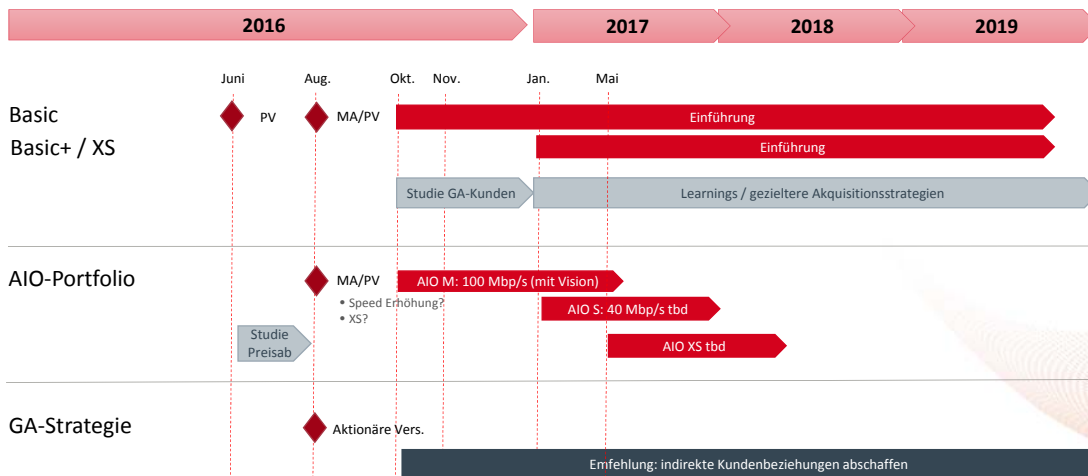 2016
2017
2018
2019
Juni
Aug.
Okt.
Nov.
Jan.
Mai
Basic
PV
MA/PV
Einführung
Basic+ / XS
Einführung
Studie GA-Kunden
Learnings / gezieltere Akquisitionsstrategien
AIO-Portfolio
MA/PV
AIO M: 100 Mbp/s (mit Vision)
• Speed Erhöhung?
• XS?
AIO S: 40 Mbp/s tbd
Studie
Preisab
AIO XS tbd
GA-Strategie
Aktionäre Vers.
Emfehlung: indirekte Kundenbeziehungen abschaffen